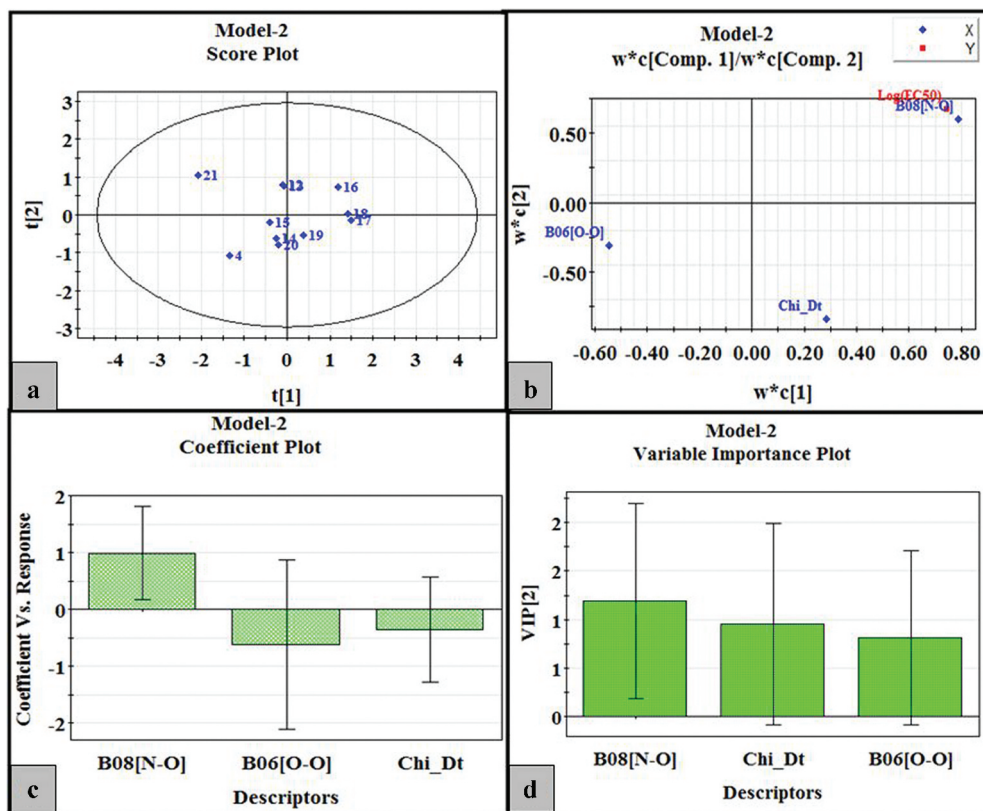 Model-2
Score Plot
3
2
1
0
-1
-2
-3
t[2]
21
16
18
17
15
14
19
20
4
-4 -3 -2 -1 0 1 2 3 4
t[1]
a
Model-2
w*c[Comp. 1]/w*c[Comp. 2]
X
Y
0.50
0.00
-0.50
w*c[2]
B08[N-O]
B06[O-O]
Chi_Dt
-0.60 -0.40 -0.20 0.00 0.20 0.40 0.60 0.80
w*c[1]
b
Model-2
Coefficient Plot
2
1
0
-1
-2
Coefficient Vs. Response
B08[N-O] B06[O-O] Chi_Dt
Descriptors
c
Model-2
Variable Importance Plot
2
2
1
1
0
VIP[2]
B08[N-O] Chi_Dt B06[O-O]
Descriptors
d